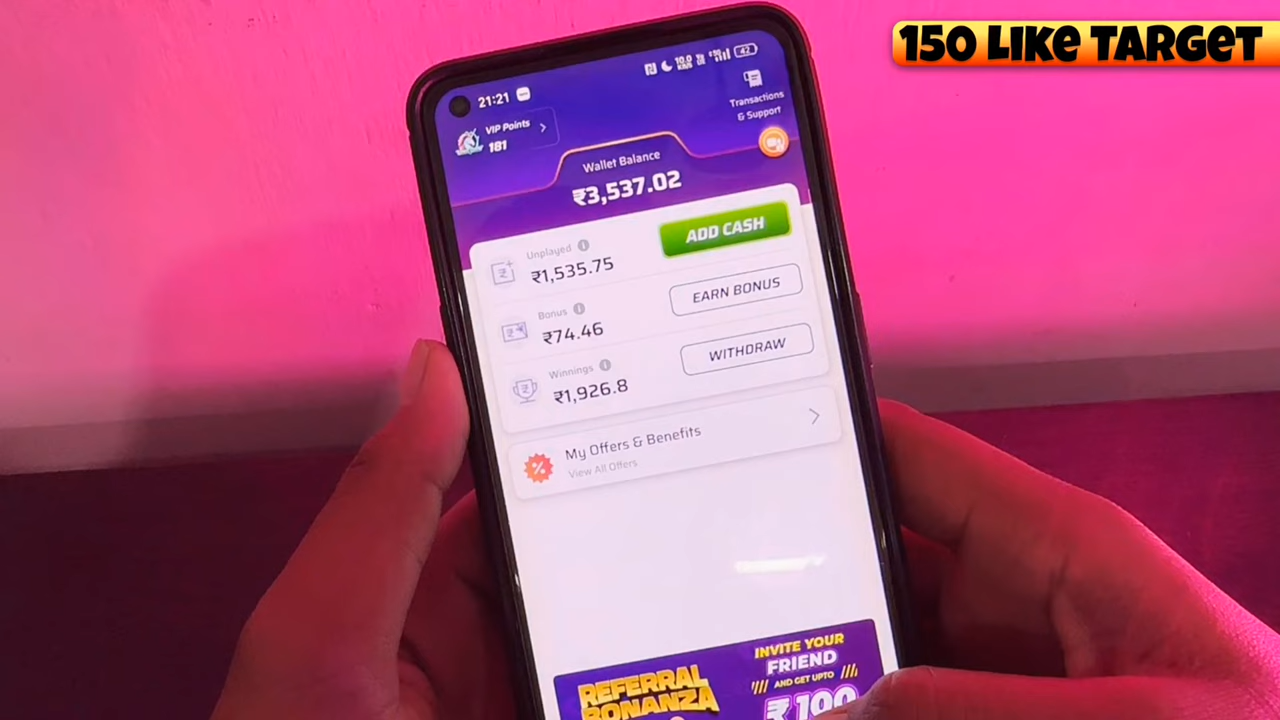 150 LIKE TARGET
21:21
42
VIP Points
181
Transactions
& Support
Wallet Balance
₹3,537.02
Unplayed
₹1,535.75
ADD CASH
Bonus
₹74.46
EARN BONUS
Winnings
₹1,926.8
WITHDRAW
My Offers & Benefits
View All Offers
REFERRAL
BONANZA
INVITE YOUR
FRIEND
AND GET UPTO